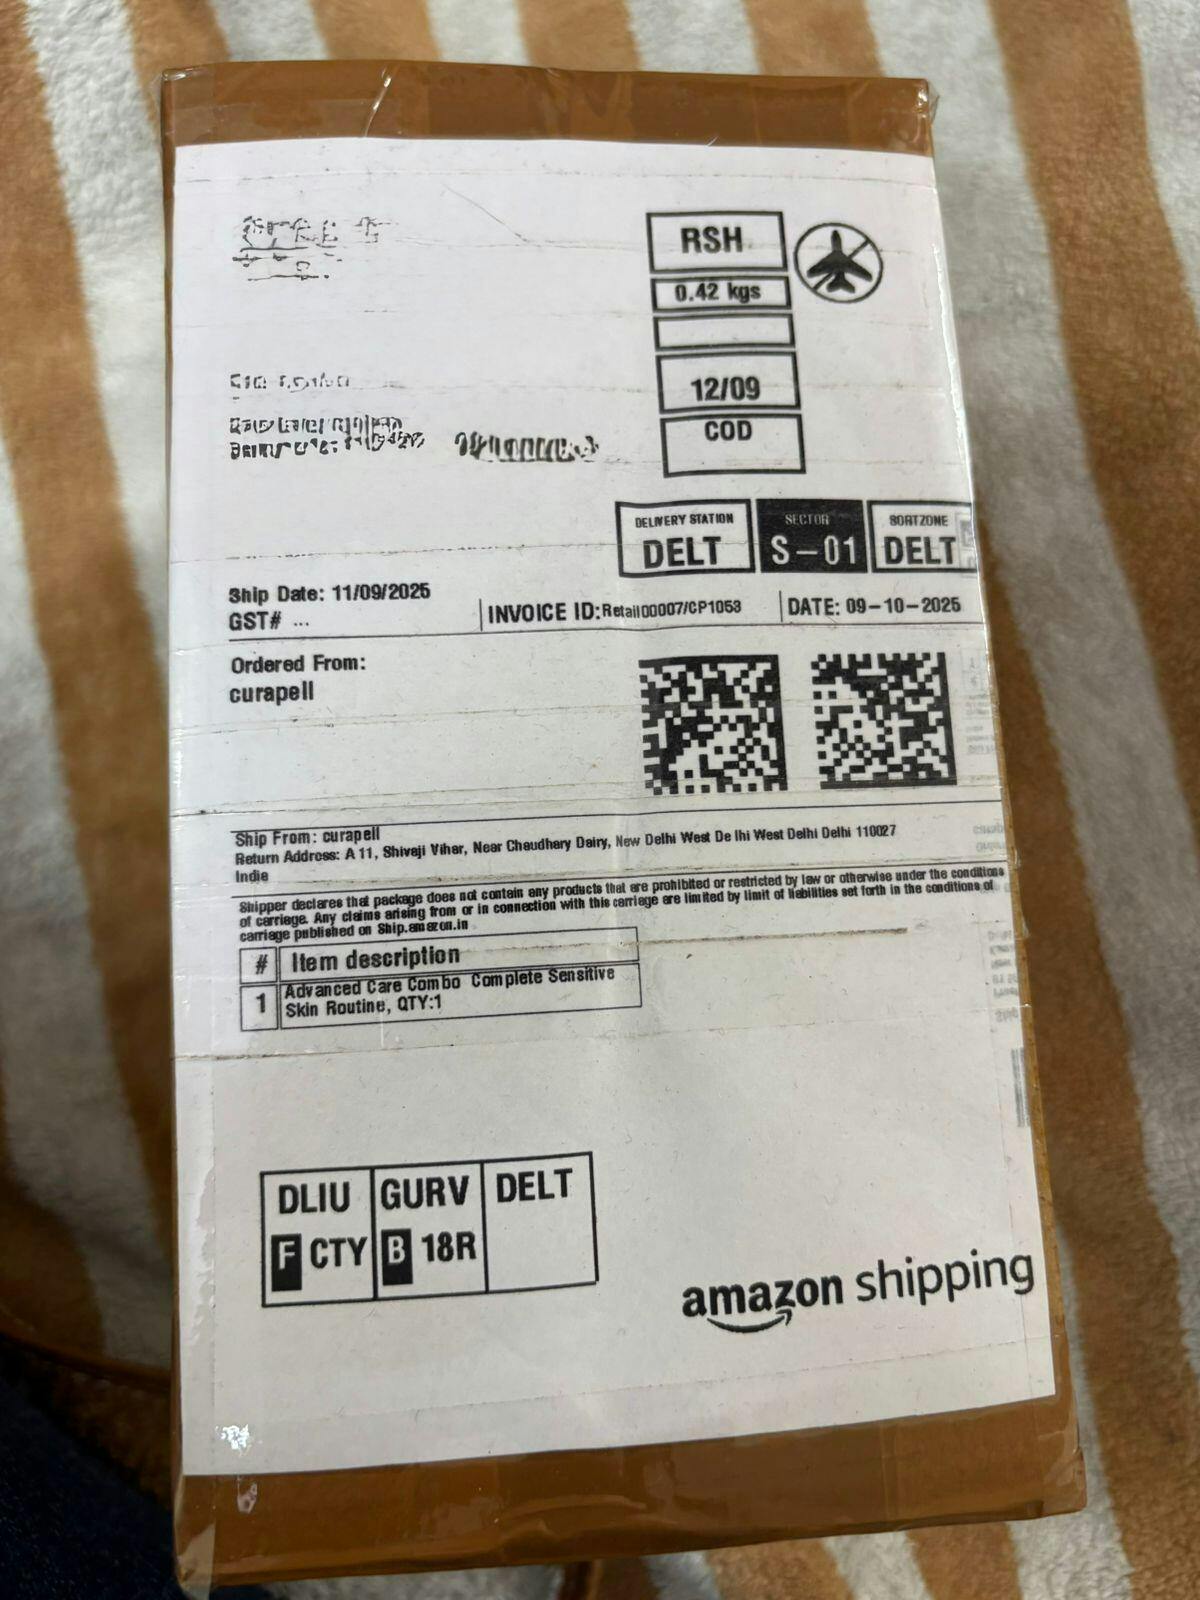 RSH
0.42 kgs
12/09
COD
DELIVERY STATION
DELT
SECTOR
S-01
SORTZONE
DELT
Ship Date: 11/09/2025
GST# ...
INVOICE ID:Retail00007/CP1053
DATE: 09-10-2025
Ordered From:
curapell
Ship From: curapell
Return Address: A 11, Shivaji Vihar, Near Chaudhary Dairy, New Delhi West De lhi West Delhi Delhi 110027
India
Shipper declares that package does not contain any products that are prohibited or restricted by law or otherwise under the conditions
of carriage. Any claims arising from or in connection with this carriage are limited by limit of liabilities set forth in the conditions of
carriage published on Ship.amazon.in
# Item description
1 Advanced Care Combo Complete Sensitive
Skin Routine, QTY:1
DLIU GURV DELT
F CTY B 18R
amazon shipping